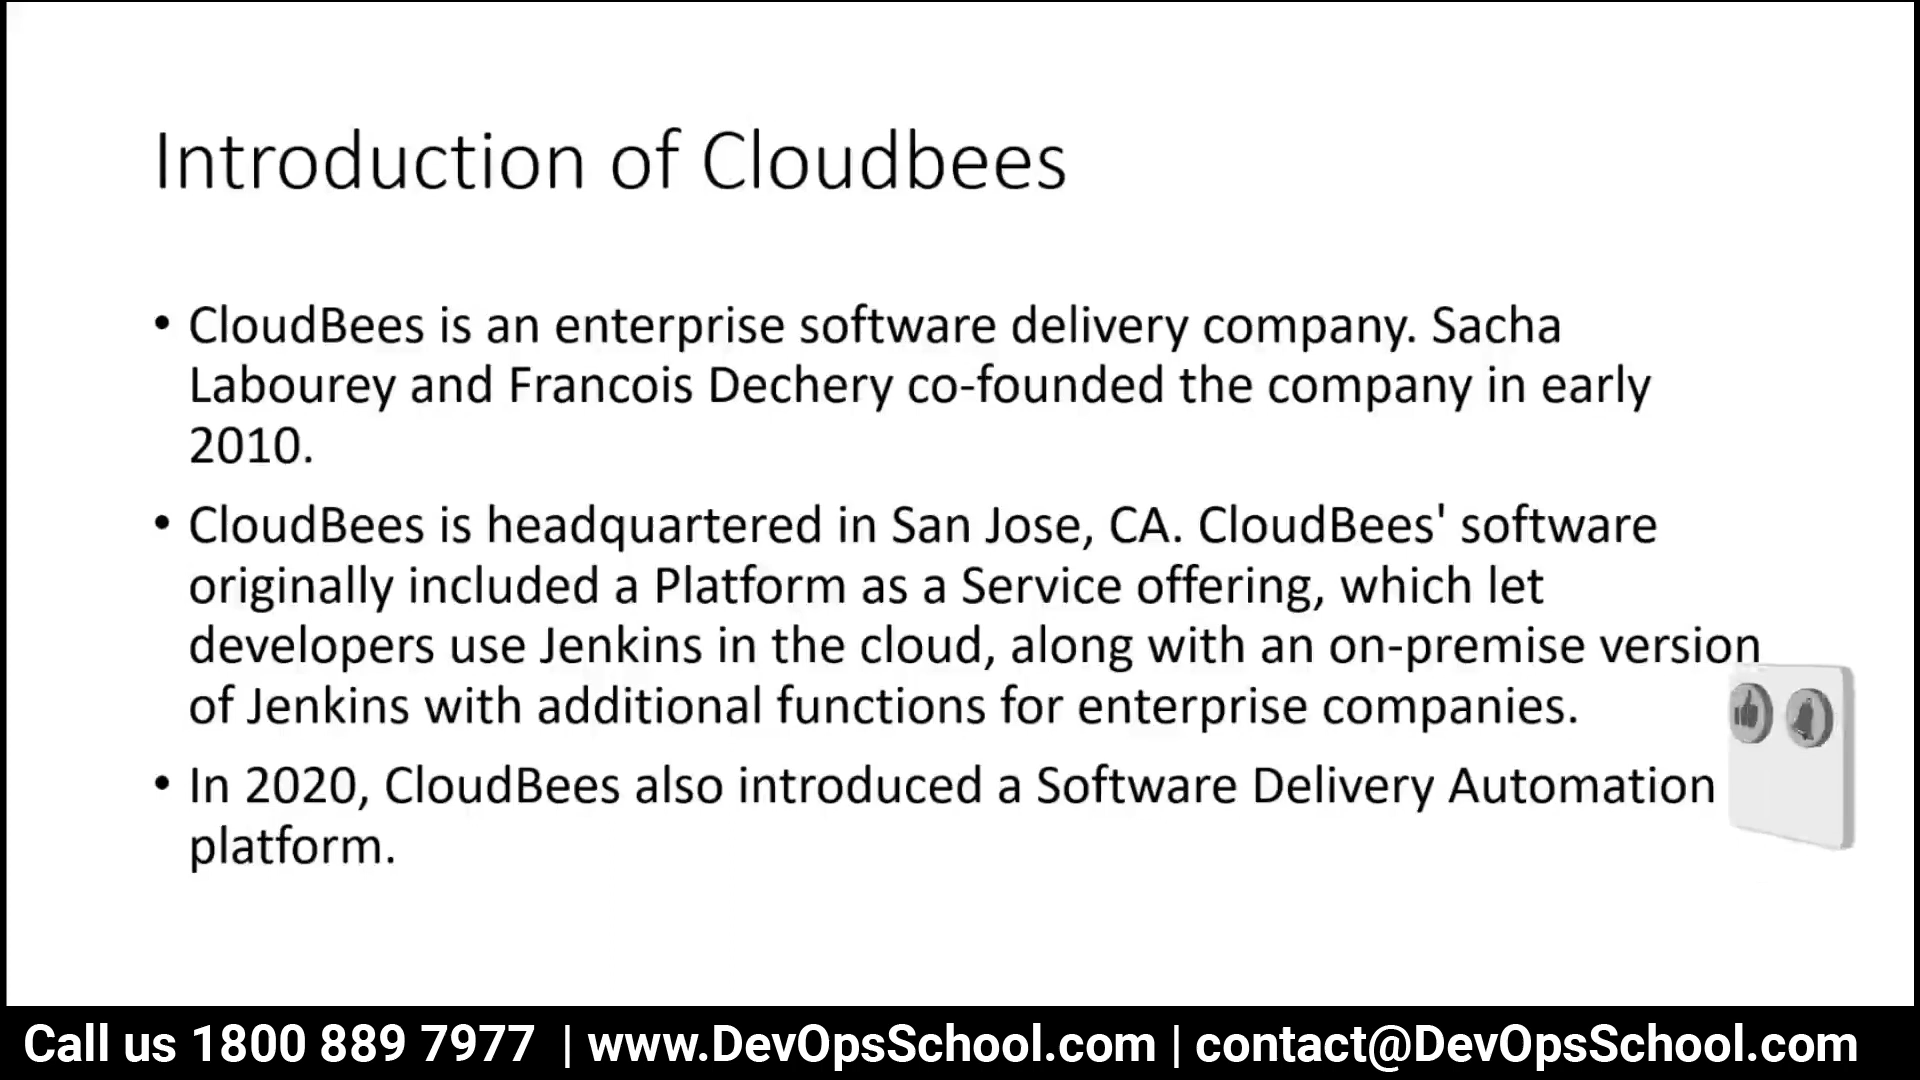 Introduction of Cloudbees
• CloudBees is an enterprise software delivery company. Sacha
Labourey and Francois Dechery co-founded the company in early
2010.
• CloudBees is headquartered in San Jose, CA. CloudBees' software
originally included a Platform as a Service offering, which let
developers use Jenkins in the cloud, along with an on-premise version
of Jenkins with additional functions for enterprise companies.
• In 2020, CloudBees also introduced a Software Delivery Automation
platform.
Call us 1800 889 7977 | www.DevOpsSchool.com | contact@DevOpsSchool.com